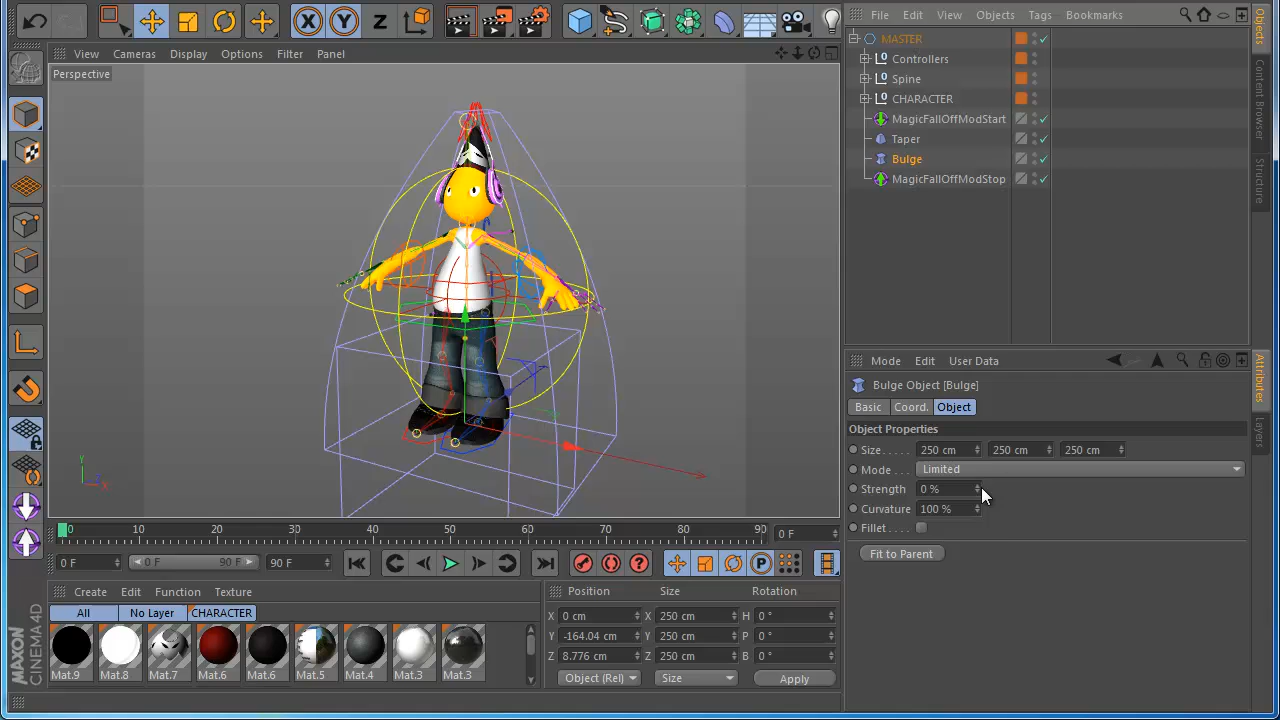 File Edit View Objects Tags Bookmarks
X Y Z
View Cameras Display Options Filter Panel
Perspective
MASTER
Controllers
Spine
CHARACTER
MagicFallOffModStart
Taper
Bulge
MagicFallOffModStop
Objects
Content Browser
Structure
Mode Edit User Data
Bulge Object [Bulge]
Basic Coord. Object
Object Properties
Size . . . . . 250 cm 250 cm 250 cm
Mode . . . Limited
Strength 0 %
Curvature 100 %
Fillet . . . .
Fit to Parent
Attributes
Layers
Y
X
0 10 20 30 40 50 60 70 80 90
0 F
0 F 0 F 90 F 90 F
P
Create Edit Function Texture
All No Layer CHARACTER
Mat.9 Mat.8 Mat.7 Mat.6 Mat.6 Mat.5 Mat.4 Mat.3 Mat.3
Position Size Rotation
X 0 cm X 250 cm H 0 °
Y -164.04 cm Y 250 cm P 0 °
Z 8.776 cm Z 250 cm B 0 °
Object (Rel) Size Apply
MAXON
CINEMA 4D